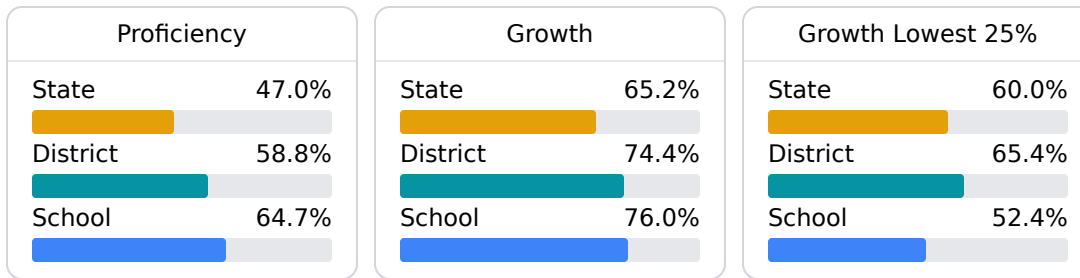 Proficiency
State 47.0%
District 58.8%
School 64.7%
Growth
State 65.2%
District 74.4%
School 76.0%
Growth Lowest 25%
State 60.0%
District 65.4%
School 52.4%